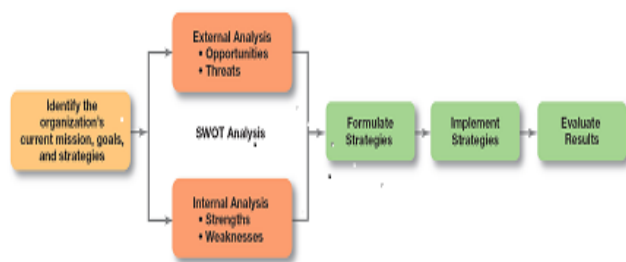 Identify the
organization's
current mission, goals,
and strategies
External Analysis
• Opportunities
• Threats
SWOT Analysis
Internal Analysis
• Strengths
• Weaknesses
Formulate
Strategies
Implement
Strategies
Evaluate
Results